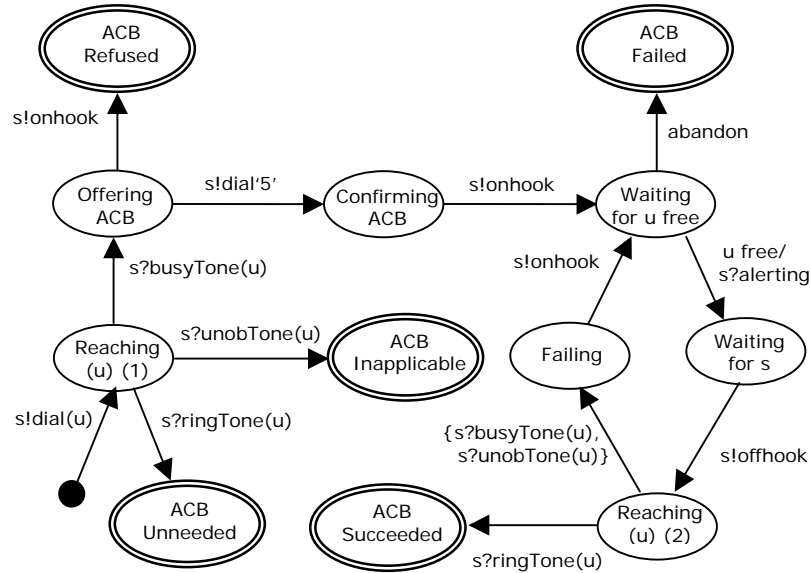 ACB
Refused
ACB
Failed
s!onhook
abandon
Offering
ACB
s!dial‘5’
Confirming
ACB
s!onhook
Waiting
for u free
s?busyTone(u)
s!onhook
u free/
s?alerting
Reaching
(u) (1)
s?unobTone(u)
ACB
Inapplicable
Failing
Waiting
for s
s!dial(u)
s?ringTone(u)
{s?busyTone(u),
s?unobTone(u)}
s!offhook
ACB
Unneeded
ACB
Succeeded
s?ringTone(u)
Reaching
(u) (2)